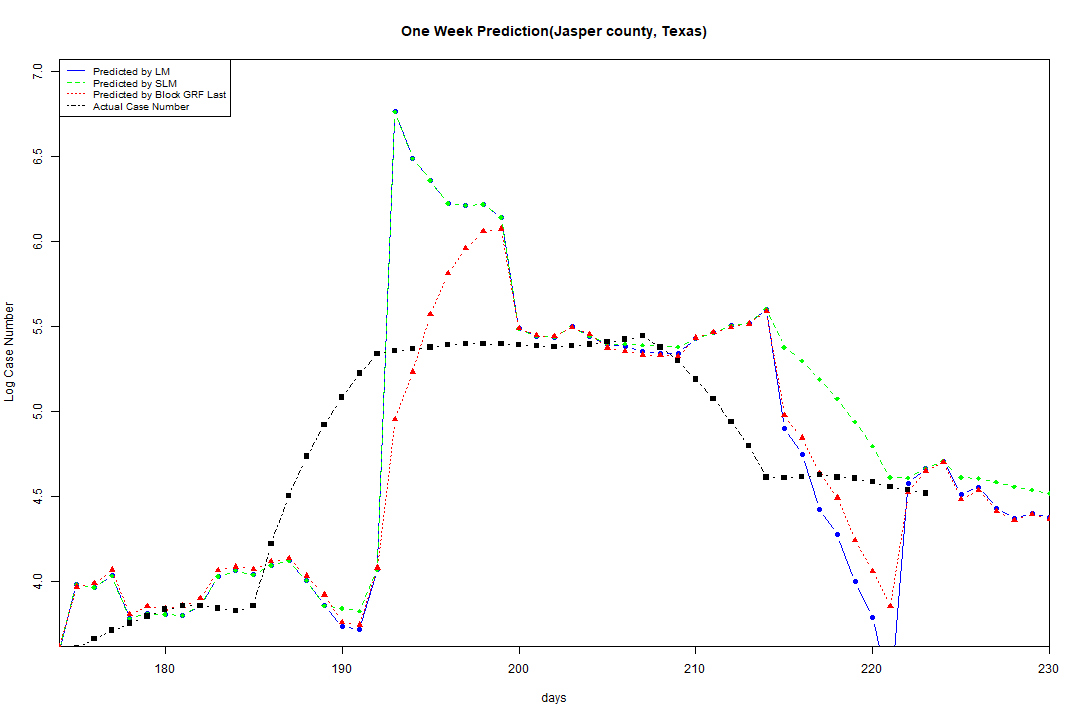 One Week Prediction(Jasper county, Texas)
Predicted by LM
Predicted by SLM
Predicted by Block GRF Last
Actual Case Number
7.0
6.5
6.0
5.5
5.0
4.5
4.0
Log Case Number
180 190 200 210 220 230
days